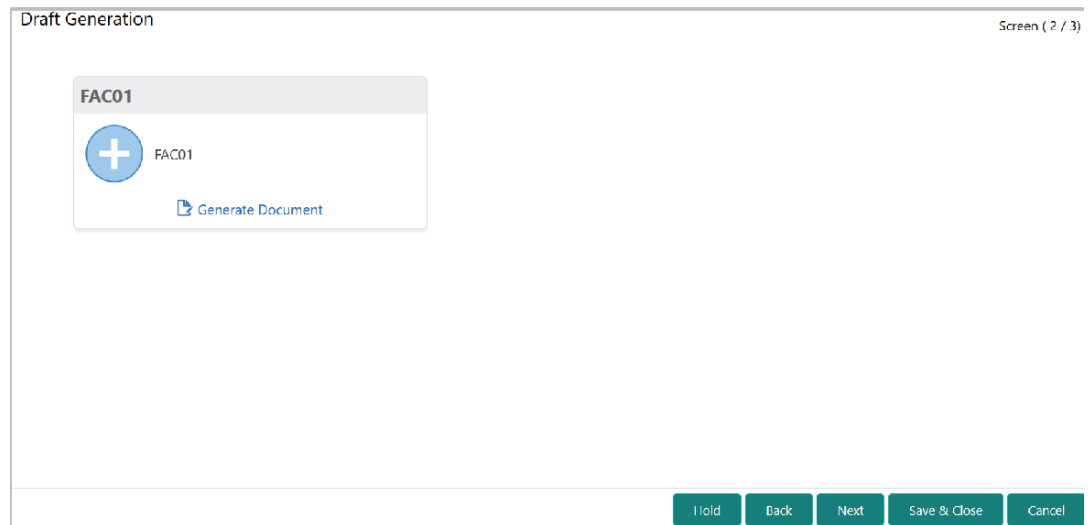 Draft Generation
Screen ( 2 / 3)
FAC01
FAC01
Generate Document
Hold
Back
Next
Save & Close
Cancel